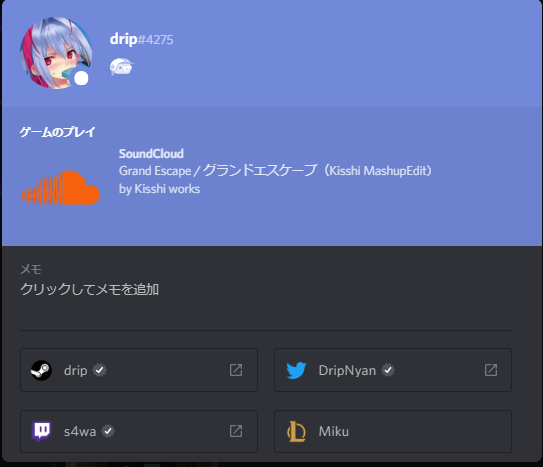 drip#4275
ゲームのプレイ
SoundCloud
Grand Escape / グランドエスケープ（Kisshi MashupEdit）
by Kisshi works
メモ
クリックしてメモを追加
drip
DripNyan
s4wa
Miku